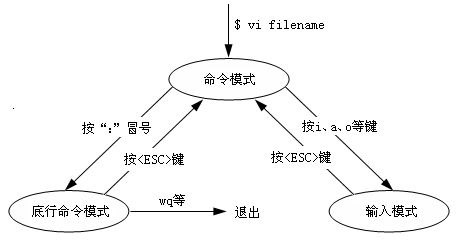 $ vi filename
命令模式
按“:”冒号
按i、a、o等键
按<ESC>键
按<ESC>键
底行命令模式
wq等
退出
输入模式